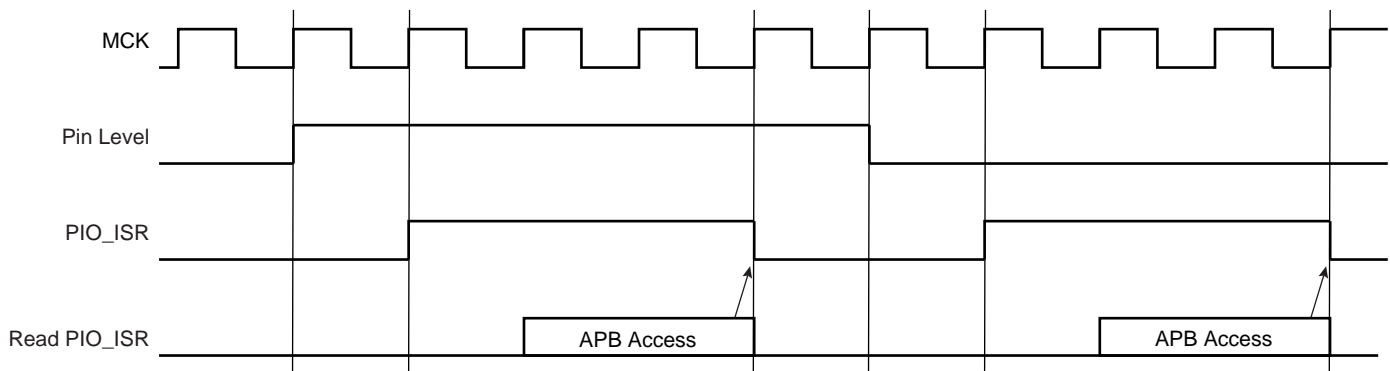 MCK
Pin Level
PIO_ISR
Read PIO_ISR
APB Access
APB Access